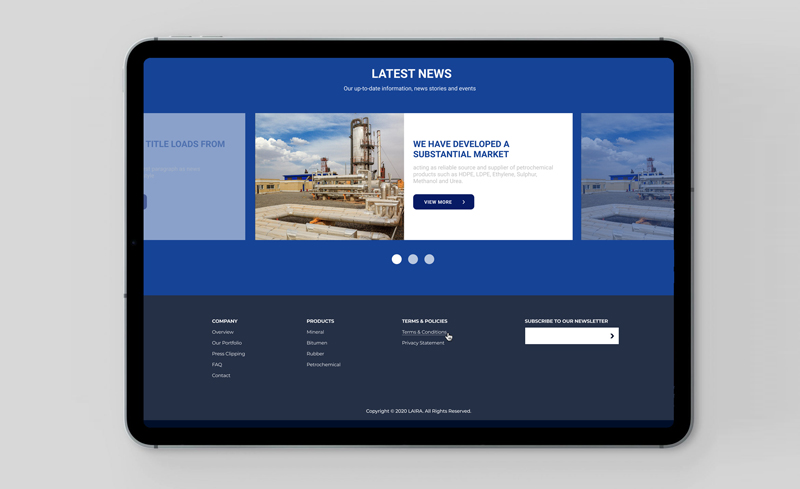 LATEST NEWS
Our up-to-date information, news stories and events
TITLE LOADS FROM
WE HAVE DEVELOPED A
SUBSTANTIAL MARKET
acting as reliable source and supplier of petrochemical
products such as HDPE, LDPE, Ethylene, Sulphur,
Methanol and Urea.
VIEW MORE
COMPANY
Overview
Our Portfolio
Press Clipping
FAQ
Contact
PRODUCTS
Mineral
Bitumen
Rubber
Petrochemical
TERMS & POLICIES
Terms & Conditions
Privacy Statement
SUBSCRIBE TO OUR NEWSLETTER
Copyright © 2020 LAIRA. All Rights Reserved.